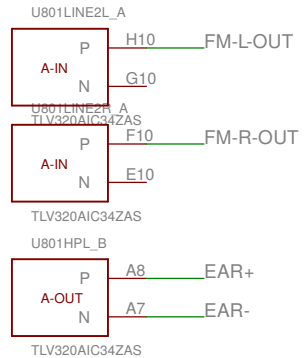 U801LINE2L_A
P H10 FM-L-OUT
A-IN
N G10
U801LINE2R_A
TLV320AIC34ZAS
P F10 FM-R-OUT
A-IN
N E10
TLV320AIC34ZAS
U801HPL_B
P A8 EAR+
A-OUT
N A7 EAR-
TLV320AIC34ZAS